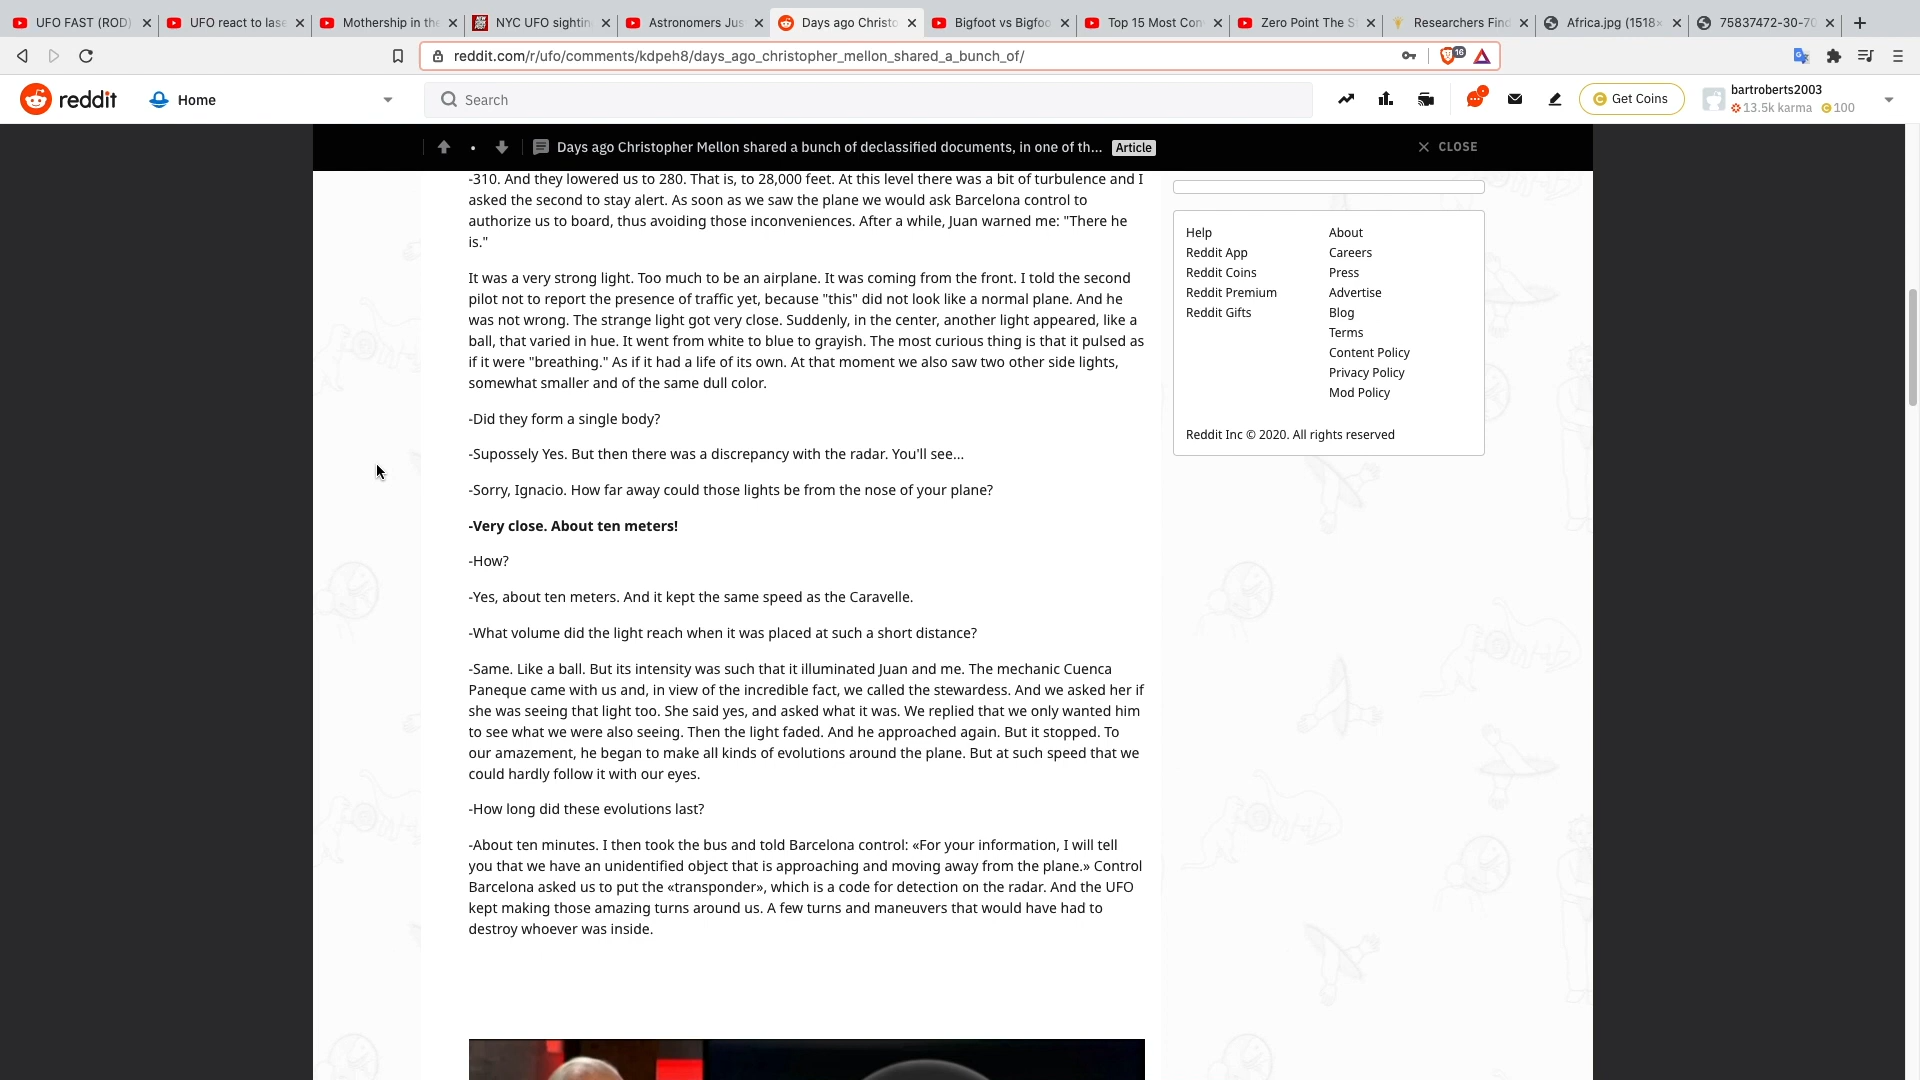 UFO FAST (ROD)
UFO react to lase
Mothership in the
NYC UFO sightin
Astronomers Jus
Days ago Christo
Bigfoot vs Bigfoo
Top 15 Most Con
Zero Point The S
Researchers Find
Africa.jpg (1518×
75837472-30-70
reddit.com/r/ufo/comments/kdpeh8/days_ago_christopher_mellon_shared_a_bunch_of/
16
reddit
Home
Search
Get Coins
bartroberts2003
13.5k karma 100
Days ago Christopher Mellon shared a bunch of declassified documents, in one of th... Article
CLOSE
-310. And they lowered us to 280. That is, to 28,000 feet. At this level there was a bit of turbulence and I
asked the second to stay alert. As soon as we saw the plane we would ask Barcelona control to
authorize us to board, thus avoiding those inconveniences. After a while, Juan warned me: "There he
is."
It was a very strong light. Too much to be an airplane. It was coming from the front. I told the second
pilot not to report the presence of traffic yet, because "this" did not look like a normal plane. And he
was not wrong. The strange light got very close. Suddenly, in the center, another light appeared, like a
ball, that varied in hue. It went from white to blue to grayish. The most curious thing is that it pulsed as
if it were "breathing." As if it had a life of its own. At that moment we also saw two other side lights,
somewhat smaller and of the same dull color.
-Did they form a single body?
-Supossely Yes. But then there was a discrepancy with the radar. You'll see...
-Sorry, Ignacio. How far away could those lights be from the nose of your plane?
-Very close. About ten meters!
-How?
-Yes, about ten meters. And it kept the same speed as the Caravelle.
-What volume did the light reach when it was placed at such a short distance?
-Same. Like a ball. But its intensity was such that it illuminated Juan and me. The mechanic Cuenca
Paneque came with us and, in view of the incredible fact, we called the stewardess. And we asked her if
she was seeing that light too. She said yes, and asked what it was. We replied that we only wanted him
to see what we were also seeing. Then the light faded. And he approached again. But it stopped. To
our amazement, he began to make all kinds of evolutions around the plane. But at such speed that we
could hardly follow it with our eyes.
-How long did these evolutions last?
-About ten minutes. I then took the bus and told Barcelona control: «For your information, I will tell
you that we have an unidentified object that is approaching and moving away from the plane.» Control
Barcelona asked us to put the «transponder», which is a code for detection on the radar. And the UFO
kept making those amazing turns around us. A few turns and maneuvers that would have had to
destroy whoever was inside.
Help
Reddit App
Reddit Coins
Reddit Premium
Reddit Gifts
About
Careers
Press
Advertise
Blog
Terms
Content Policy
Privacy Policy
Mod Policy
Reddit Inc © 2020. All rights reserved